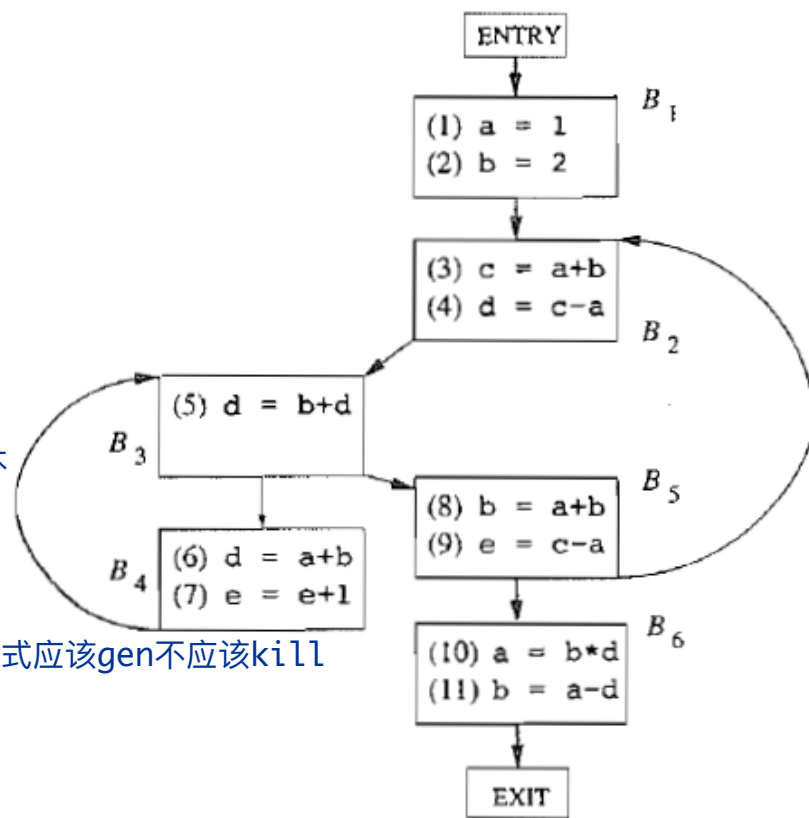 ENTRY
B 1
(1) a = 1
(2) b = 2
(3) c = a+b
(4) d = c-a
B 2
(5) d = b+d
B 3
B 5
(8) b = a+b
(9) e = c-a
B 4
(6) d = a+b
(7) e = e+1
B 6
式应该gen不应该kill
(10) a = b*d
(11) b = a-d
EXIT